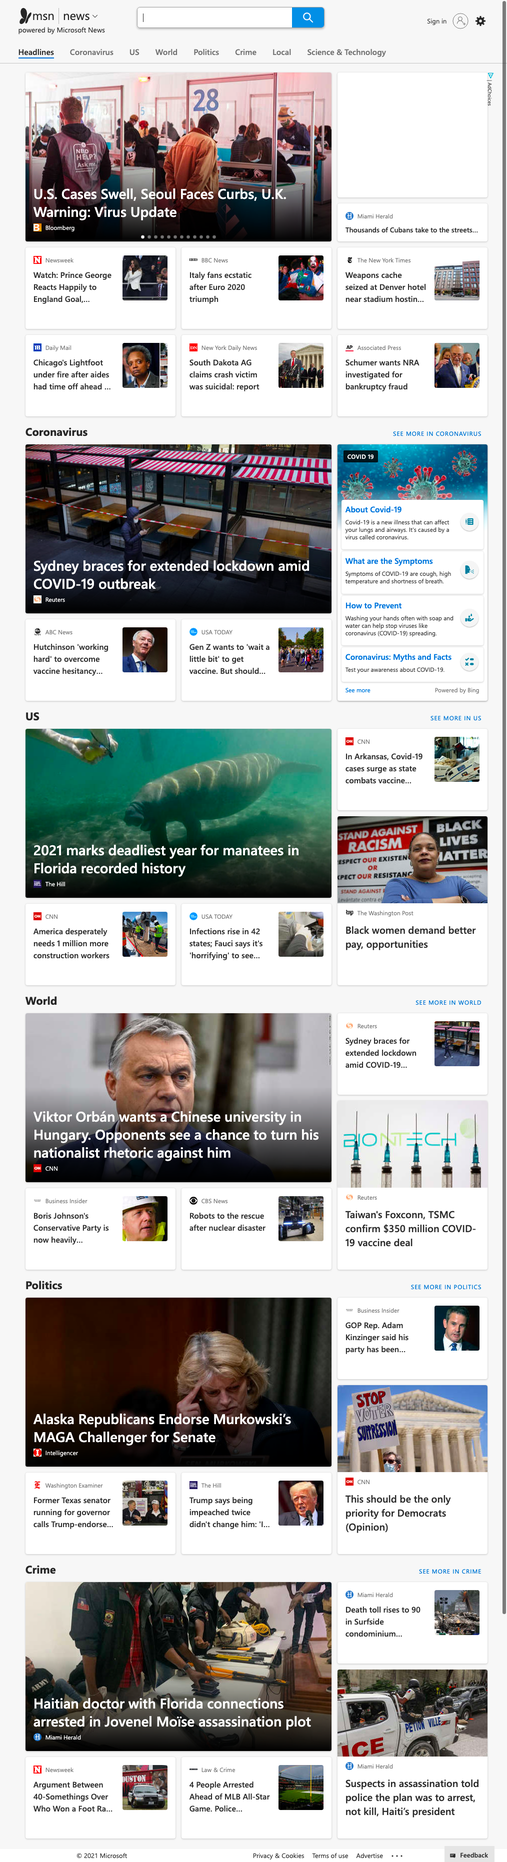 msn | news
powered by Microsoft News
Sign in
Headlines Coronavirus US World Politics Crime Local Science & Technology
28
U.S. Cases Swell, Seoul Faces Curbs, U.K.
Warning: Virus Update
Bloomberg
AdChoices
Miami Herald
Thousands of Cubans take to the streets...
Newsweek
Watch: Prince George
Reacts Happily to
England Goal,...
BBC News
Italy fans ecstatic
after Euro 2020
triumph
The New York Times
Weapons cache
seized at Denver hotel
near stadium hostin...
Daily Mail
Chicago's Lightfoot
under fire after aides
had time off ahead ...
New York Daily News
South Dakota AG
claims crash victim
was suicidal: report
Associated Press
Schumer wants NRA
investigated for
bankruptcy fraud
Coronavirus
SEE MORE IN CORONAVIRUS
Sydney braces for extended lockdown amid
COVID-19 outbreak
Reuters
COVID 19
About Covid-19
Covid-19 is a new illness that can affect
your lungs and airways. It's caused by a
virus called coronavirus.
What are the Symptoms
Symptoms of COVID-19 are cough, high
temperature and shortness of breath.
How to Prevent
Washing your hands often with soap and
water can help stop viruses like
coronavirus (COVID-19) spreading.
Coronavirus: Myths and Facts
Test your awareness about COVID-19.
See more
Powered by Bing
ABC News
Hutchinson 'working
hard' to overcome
vaccine hesitancy...
USA TODAY
Gen Z wants to 'wait a
little bit' to get
vaccine. But should...
US
SEE MORE IN US
2021 marks deadliest year for manatees in
Florida recorded history
The Hill
CNN
In Arkansas, Covid-19
cases surge as state
combats vaccine...
STAND AGAINST
RACISM
BLACK
LIVES
MATTER
The Washington Post
Black women demand better
pay, opportunities
CNN
America desperately
needs 1 million more
construction workers
USA TODAY
Infections rise in 42
states; Fauci says it's
'horrifying' to see...
World
SEE MORE IN WORLD
Viktor Orbán wants a Chinese university in
Hungary. Opponents see a chance to turn his
nationalist rhetoric against him
CNN
Reuters
Sydney braces for
extended lockdown
amid COVID-19...
BIONTECH
Reuters
Taiwan's Foxconn, TSMC
confirm $350 million COVID-
19 vaccine deal
Business Insider
Boris Johnson's
Conservative Party is
now heavily...
CBS News
Robots to the rescue
after nuclear disaster
Politics
SEE MORE IN POLITICS
Alaska Republicans Endorse Murkowski's
MAGA Challenger for Senate
Intelligencer
Business Insider
GOP Rep. Adam
Kinzinger said his
party has been...
STOP
VOTER
SUPPRESSION
CNN
This should be the only
priority for Democrats
(Opinion)
Washington Examiner
Former Texas senator
running for governor
calls Trump-endorse...
The Hill
Trump says being
impeached twice
didn't change him: 'I...
Crime
SEE MORE IN CRIME
Haitian doctor with Florida connections
arrested in Jovenel Moïse assassination plot
Miami Herald
Miami Herald
Death toll rises to 90
in Surfside
condominium...
PETION VILLE
ICE
Miami Herald
Suspects in assassination told
police the plan was to arrest,
not kill, Haiti's president
Newsweek
Argument Between
40-Somethings Over
Who Won a Foot Ra...
Law & Crime
4 People Arrested
Ahead of MLB All-Star
Game. Police...
© 2021 Microsoft
Privacy & Cookies Terms of use Advertise ...
Feedback